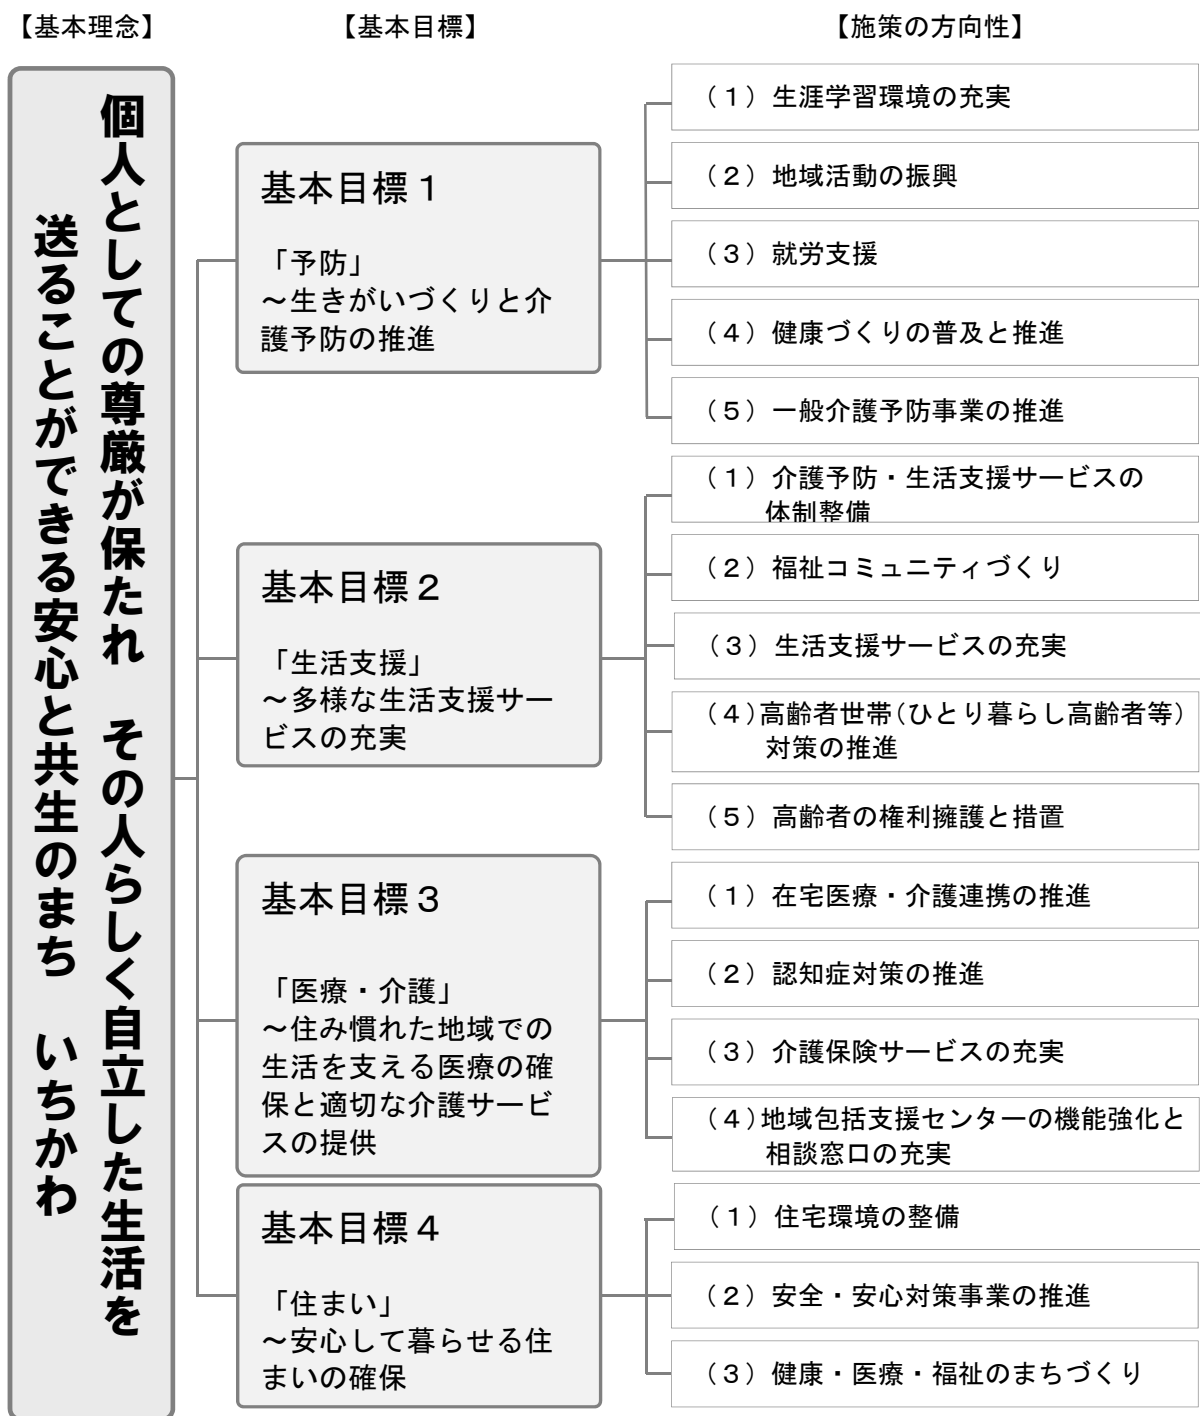 【基本理念】
【基本目標】
【施策の方向性】
個人としての尊厳が保たれ　その人らしく自立した生活を
送ることができる安心と共生のまち　いちかわ
基本目標１
「予防」
～生きがいづくりと介
護予防の推進
（１）生涯学習環境の充実
（２）地域活動の振興
（３）就労支援
（４）健康づくりの普及と推進
（５）一般介護予防事業の推進
基本目標２
「生活支援」
～多様な生活支援サー
ビスの充実
（１）介護予防・生活支援サービスの
体制整備
（２）福祉コミュニティづくり
（３）生活支援サービスの充実
（４）高齢者世帯（ひとり暮らし高齢者等）
対策の推進
（５）高齢者の権利擁護と措置
基本目標３
「医療・介護」
～住み慣れた地域での
生活を支える医療の確
保と適切な介護サービ
スの提供
（１）在宅医療・介護連携の推進
（２）認知症対策の推進
（３）介護保険サービスの充実
（４）地域包括支援センターの機能強化と
相談窓口の充実
基本目標４
「住まい」
～安心して暮らせる住
まいの確保
（１）住宅環境の整備
（２）安全・安心対策事業の推進
（３）健康・医療・福祉のまちづくり